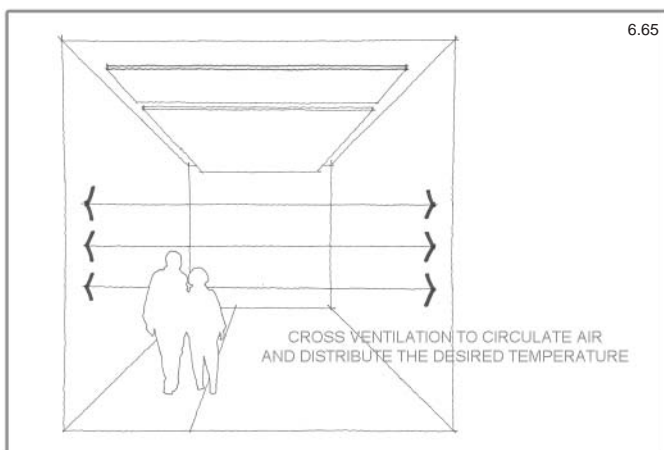 6.65
CROSS VENTILATION TO CIRCULATE AIR
AND DISTRIBUTE THE DESIRED TEMPERATURE